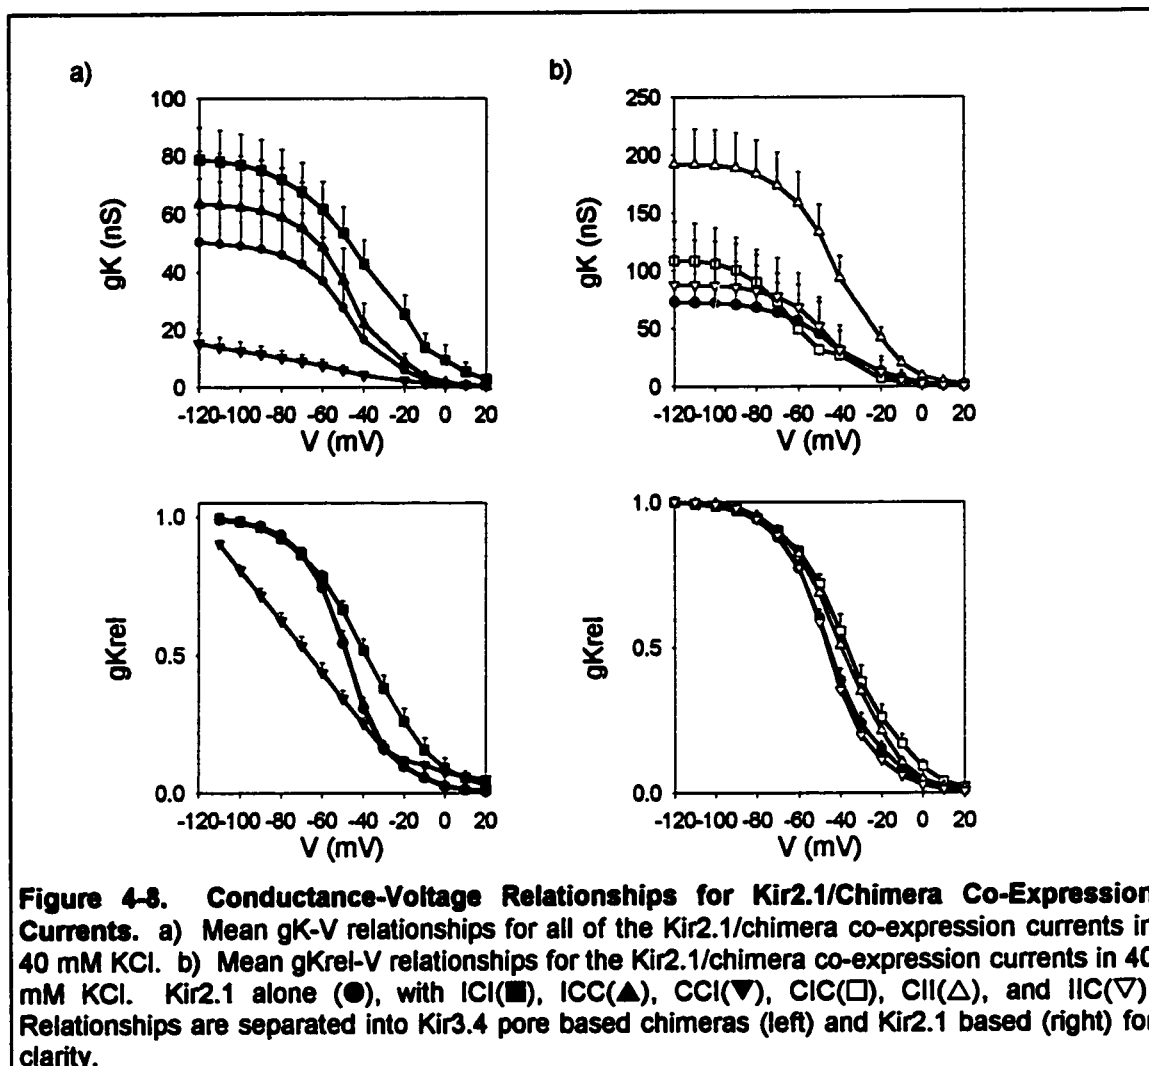 a)
b)
100
80
60
40
20
0
gK (nS)
-120-100 -80 -60 -40 -20 0 20
V (mV)
250
200
150
100
50
0
gK (nS)
-120-100 -80 -60 -40 -20 0 20
V (mV)
1.0
0.5
0.0
gKrel
-120-100 -80 -60 -40 -20 0 20
V (mV)
1.0
0.5
0.0
gKrel
-120-100 -80 -60 -40 -20 0 20
V (mV)
Figure 4-8. Conductance-Voltage Relationships for Kir2.1/Chimera Co-Expression
Currents. a) Mean gK-V relationships for all of the Kir2.1/chimera co-expression currents in
40 mM KCl. b) Mean gKrel-V relationships for the Kir2.1/chimera co-expression currents in 40
mM KCl. Kir2.1 alone (●), with ICI(■), ICC(▲), CCI(▼), CIC(□), CII(△), and IIC(▽)
Relationships are separated into Kir3.4 pore based chimeras (left) and Kir2.1 based (right) for
clarity.